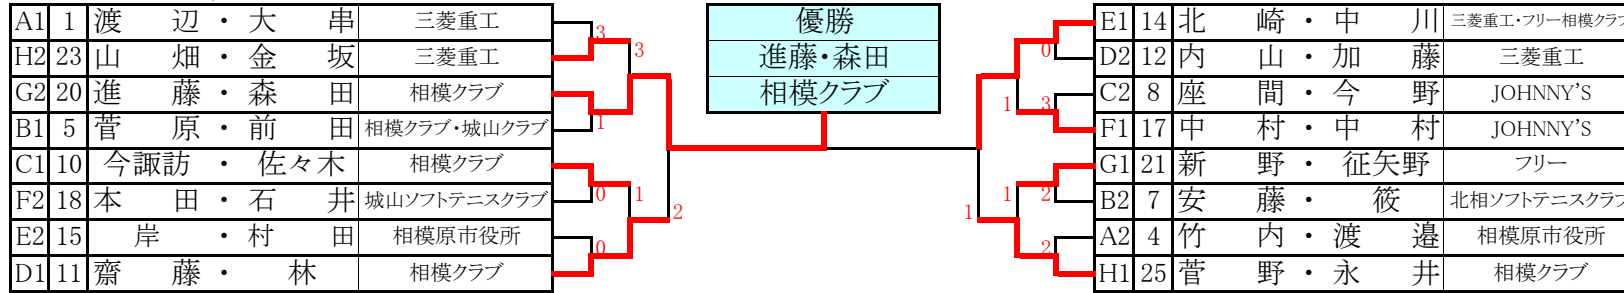 A1 1 渡辺・大串 三菱重工
H2 23 山畑・金坂 三菱重工
G2 20 進藤・森田 相模クラブ
B1 5 菅原・前田 相模クラブ・城山クラブ
C1 10 今諏訪・佐々木 相模クラブ
F2 18 本田・石井 城山ソフトテニスクラブ
E2 15 岸・村田 相模原市役所
D1 11 齋藤・林 相模クラブ
3
3
1
0
1
0
2
優勝
進藤・森田
相模クラブ
0
1
3
1
2
1
2
E1 14 北崎・中川 三菱重工・フリー相模クラブ
D2 12 内山・加藤 三菱重工
C2 8 座間・今野 JOHNNY'S
F1 17 中村・中村 JOHNNY'S
G1 21 新野・征矢野 フリー
B2 7 安藤・筱 北相ソフトテニスクラブ
A2 4 竹内・渡邉 相模原市役所
H1 25 菅野・永井 相模クラブ